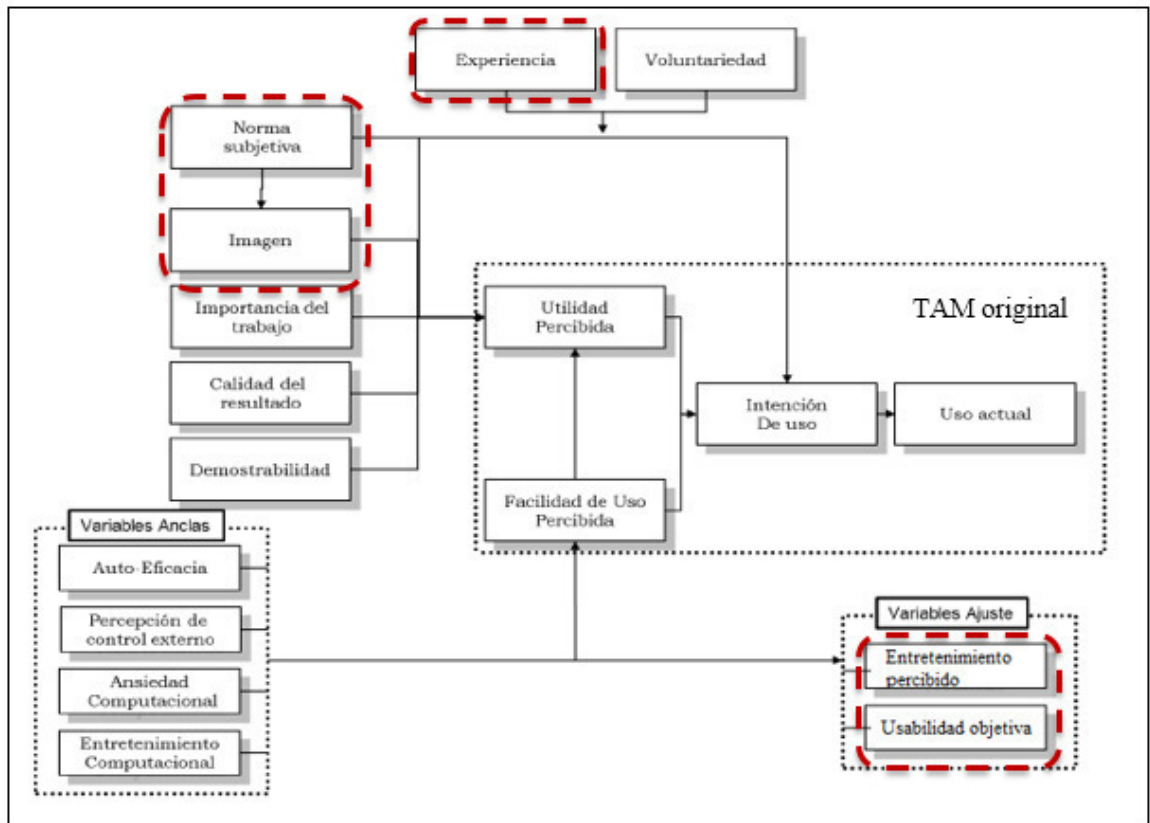 Experiencia
Voluntariedad
Norma
subjetiva
Imagen
Importancia del
trabajo
Calidad del
resultado
Demostrabilidad
TAM original
Utilidad
Percibida
Intención
De uso
Uso actual
Facilidad de Uso
Percibida
Variables Anclas
Auto-Eficacia
Percepción de
control externo
Ansiedad
Computacional
Entretenimiento
Computacional
Variables Ajuste
Entretenimiento
percibido
Usabilidad objetiva